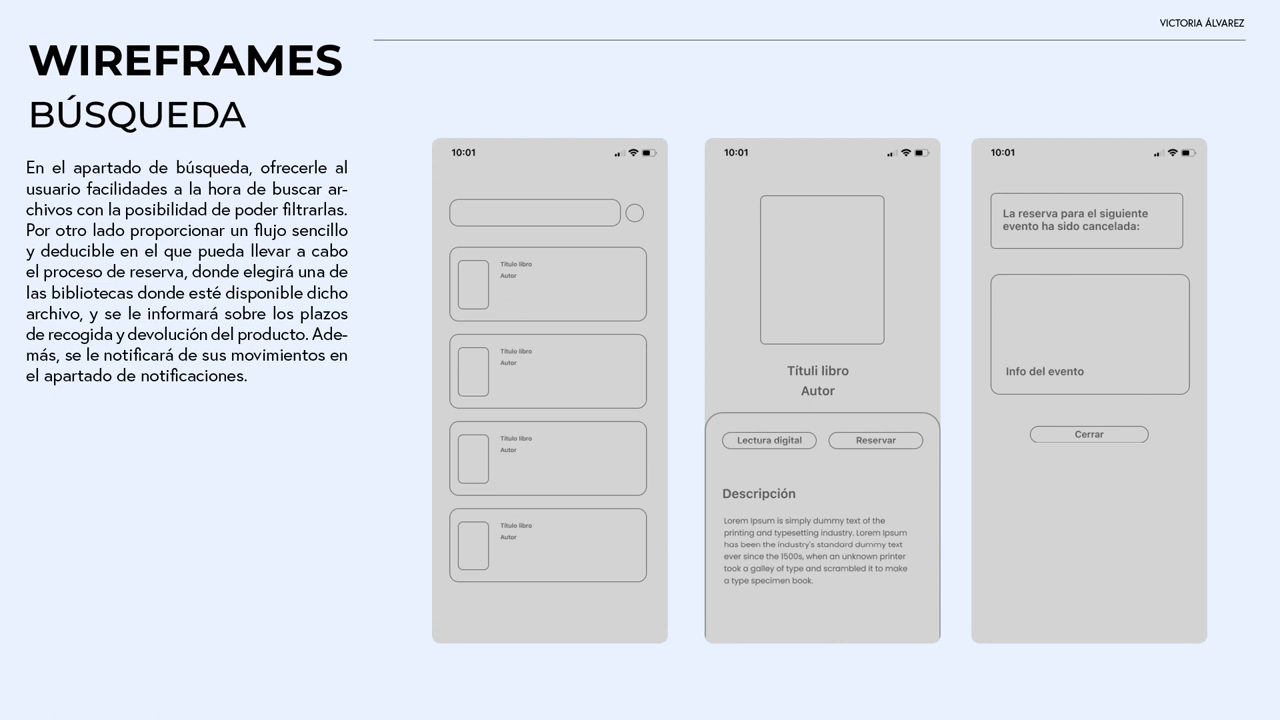 VICTORIA ÁLVAREZ
WIREFRAMES
BÚSQUEDA
En el apartado de búsqueda, ofrecerle al
usuario facilidades a la hora de buscar ar-
chivos con la posibilidad de poder filtrarlas.
Por otro lado proporcionar un flujo sencillo
y deducible en el que pueda llevar a cabo
el proceso de reserva, donde elegirá una de
las bibliotecas donde esté disponible dicho
archivo, y se le informará sobre los plazos
de recogida y devolución del producto. Ade-
más, se le notificará de sus movimientos en
el apartado de notificaciones.
10:01
Título libro
Autor
Título libro
Autor
Título libro
Autor
Título libro
Autor
10:01
Títuli libro
Autor
Lectura digital
Reservar
Descripción
Lorem Ipsum is simply dummy text of the
printing and typesetting industry. Lorem Ipsum
has been the industry's standard dummy text
ever since the 1500s, when an unknown printer
took a galley of type and scrambled it to make
a type specimen book.
10:01
La reserva para el siguiente
evento ha sido cancelada:
Info del evento
Cerrar